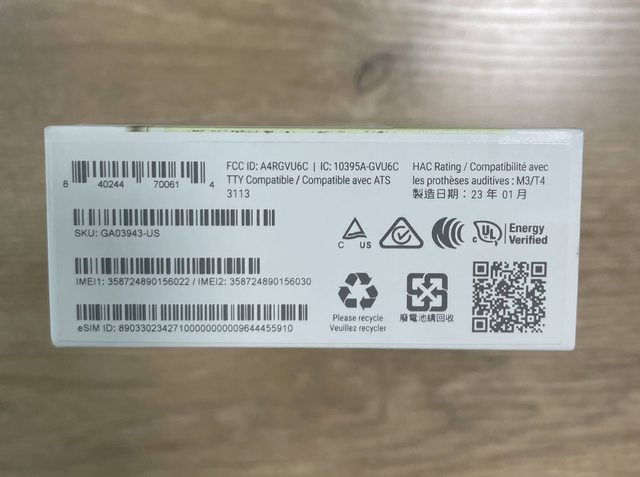 8 40244 70061 4
SKU: GA03943-US
IMEI1: 358724890156022 / IMEI2: 358724890156030
eSIM ID: 89033023427100000000009644455910
FCC ID: A4RGVU6C | IC: 10395A-GVU6C
TTY Compatible / Compatible avec ATS
3113
HAC Rating / Compatibilité avec
les prothèses auditives : M3/T4
製造日期：23 年 01 月
C US
c UL US Energy
Verified
Please recycle
Veuillez recycler
廢電池請回收